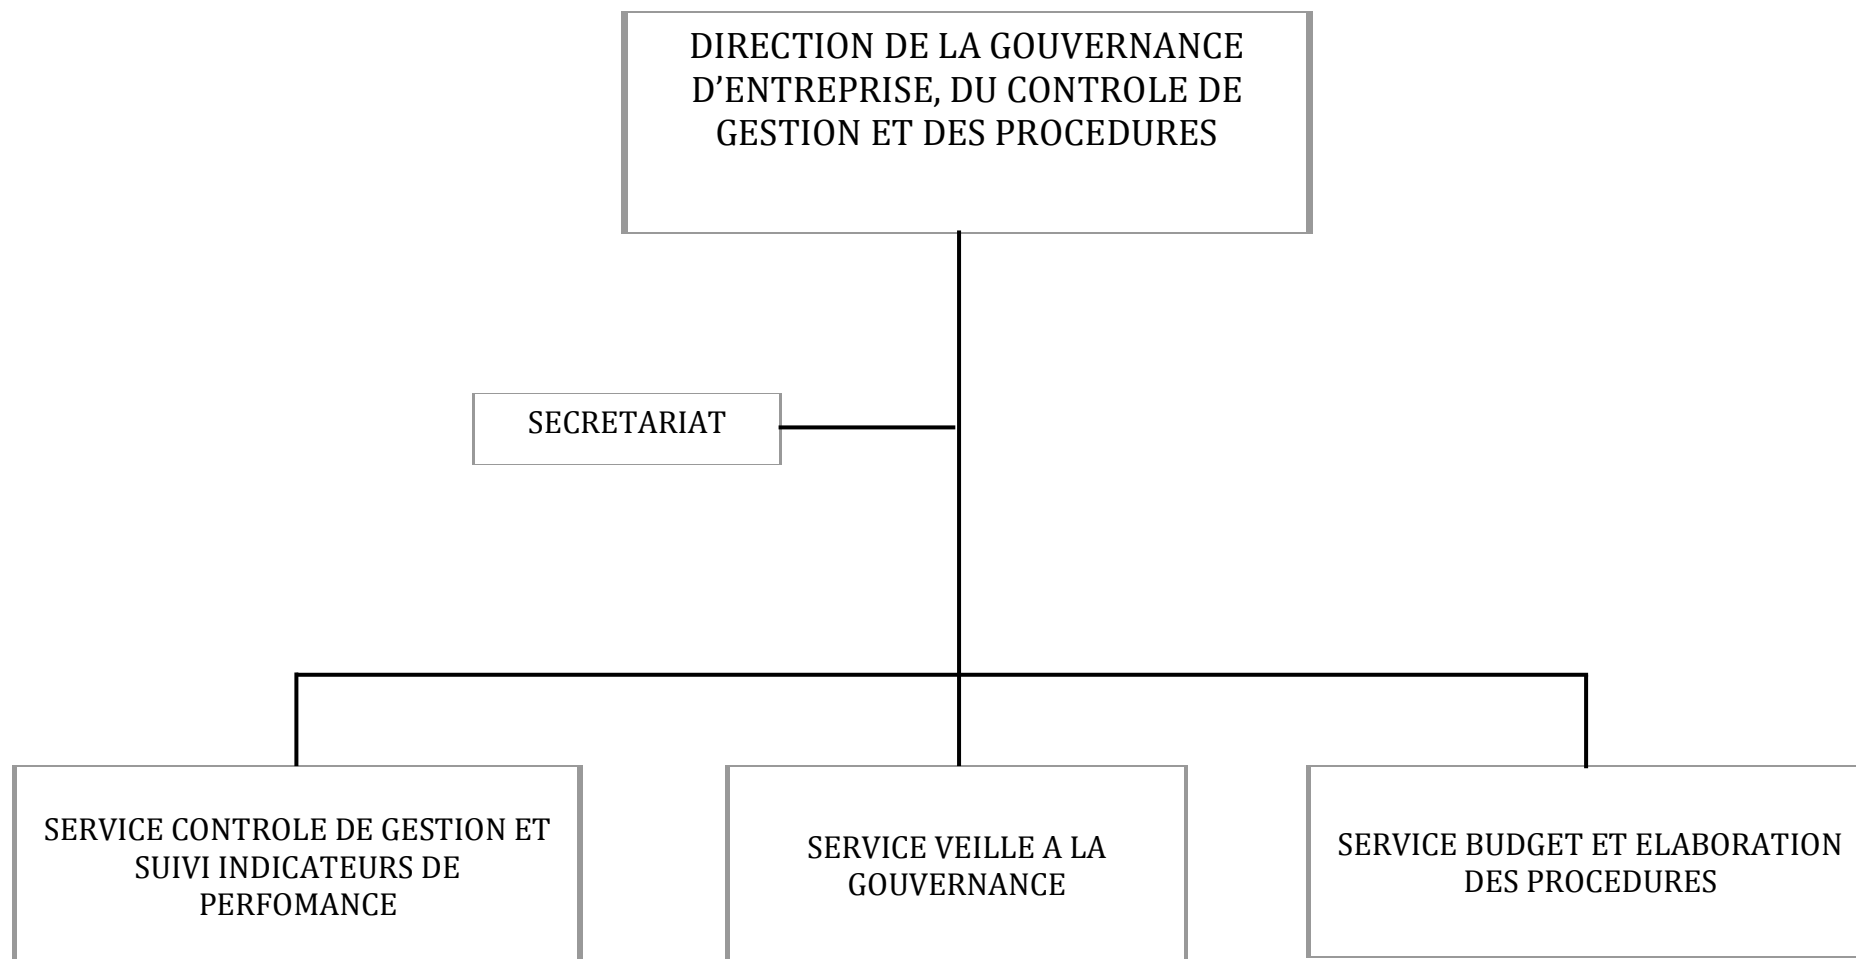 DIRECTION DE LA GOUVERNANCE
D’ENTREPRISE, DU CONTROLE DE
GESTION ET DES PROCEDURES
SECRETARIAT
SERVICE CONTROLE DE GESTION ET
SUIVI INDICATEURS DE
PERFOMANCE
SERVICE VEILLE A LA
GOUVERNANCE
SERVICE BUDGET ET ELABORATION
DES PROCEDURES